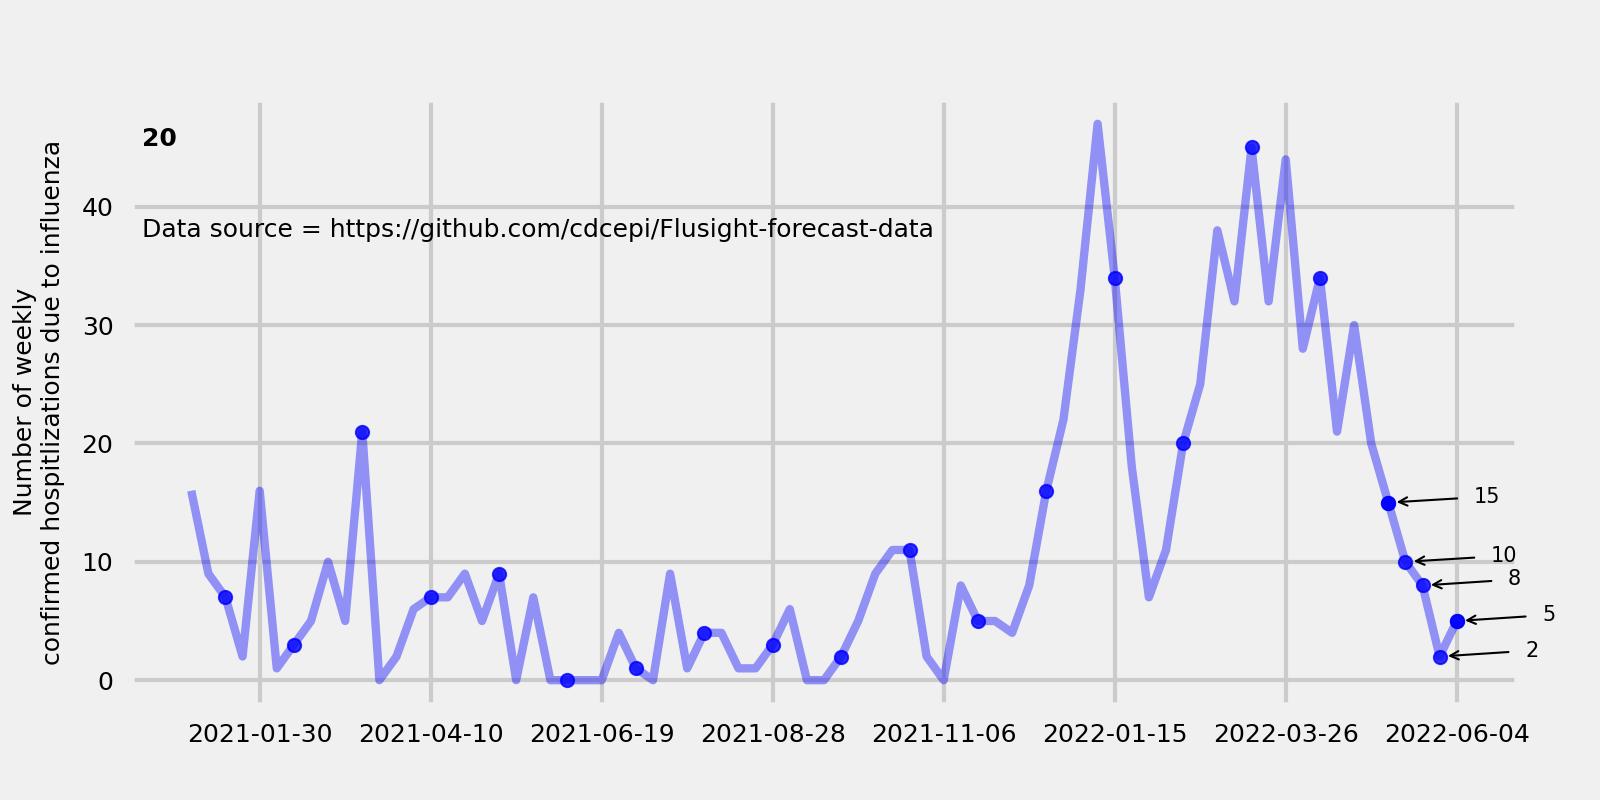 20
Data source = https://github.com/cdcepi/Flusight-forecast-data
Number of weekly
confirmed hospitlizations due to influenza
40
30
20
10
0
15
10
8
5
2
2021-01-30 2021-04-10 2021-06-19 2021-08-28 2021-11-06 2022-01-15 2022-03-26 2022-06-04